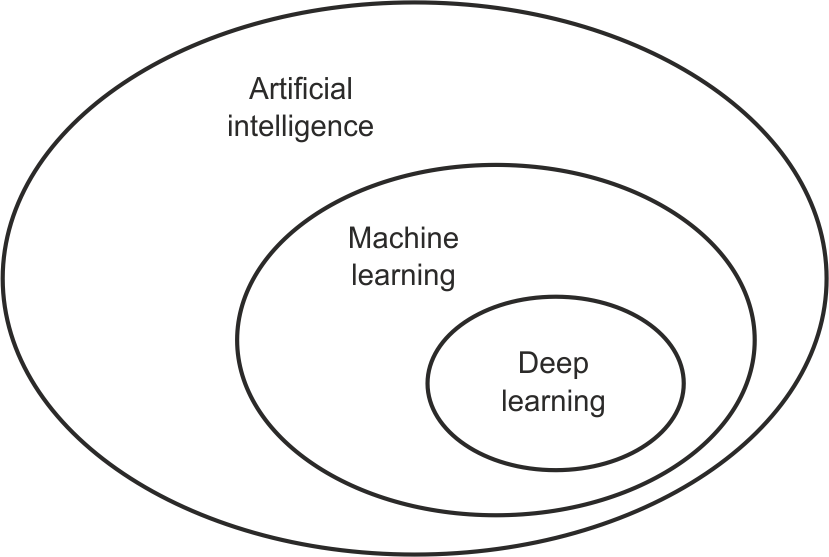 Artificial
intelligence
Machine
learning
Deep
learning